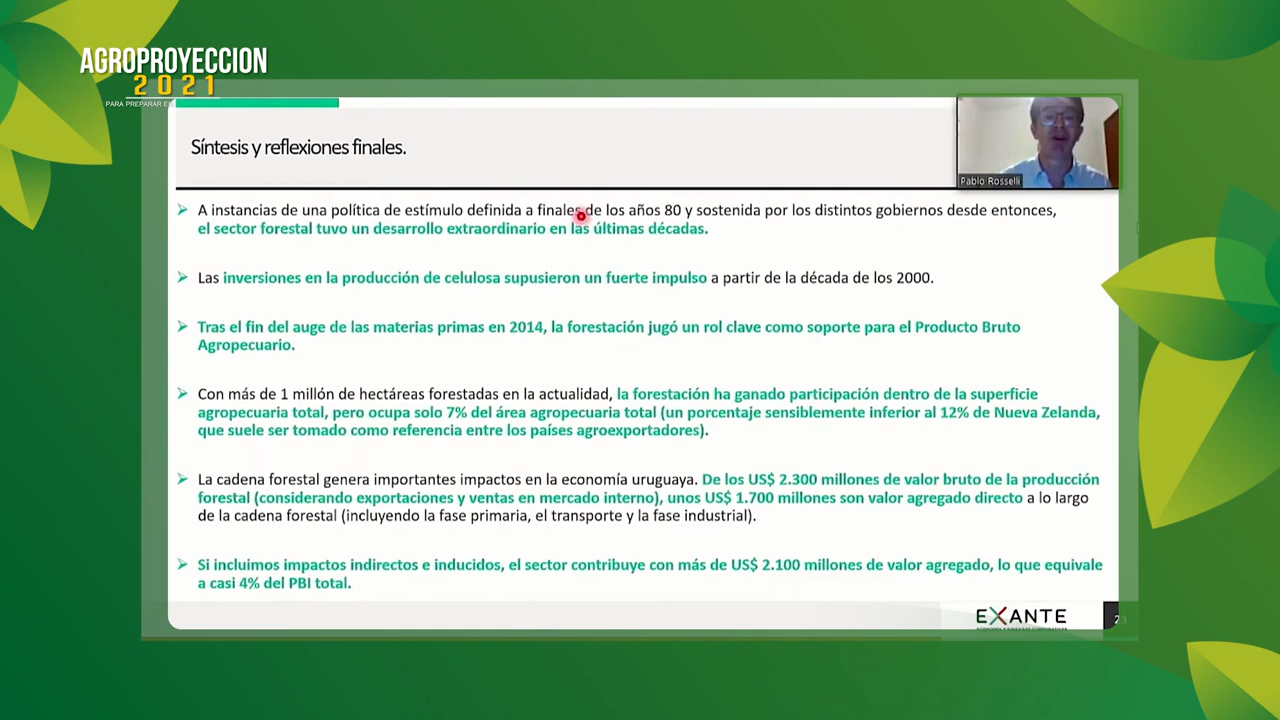 AGROPROYECCION
2021
PARA PREPARAR E
Síntesis y reflexiones finales.
Pablo Rosselli
A instancias de una política de estímulo definida a finales de los años 80 y sostenida por los distintos gobiernos desde entonces,
el sector forestal tuvo un desarrollo extraordinario en las últimas décadas.
Las inversiones en la producción de celulosa supusieron un fuerte impulso a partir de la década de los 2000.
Tras el fin del auge de las materias primas en 2014, la forestación jugó un rol clave como soporte para el Producto Bruto
Agropecuario.
Con más de 1 millón de hectáreas forestadas en la actualidad, la forestación ha ganado participación dentro de la superficie
agropecuaria total, pero ocupa solo 7% del área agropecuaria total (un porcentaje sensiblemente inferior al 12% de Nueva Zelanda,
que suele ser tomado como referencia entre los países agroexportadores).
La cadena forestal genera importantes impactos en la economía uruguaya. De los US$ 2.300 millones de valor bruto de la producción
forestal (considerando exportaciones y ventas en mercado interno), unos US$ 1.700 millones son valor agregado directo a lo largo
de la cadena forestal (incluyendo la fase primaria, el transporte y la fase industrial).
Si incluimos impactos indirectos e inducidos, el sector contribuye con más de US$ 2.100 millones de valor agregado, lo que equivale
a casi 4% del PBI total.
EXANTE
23